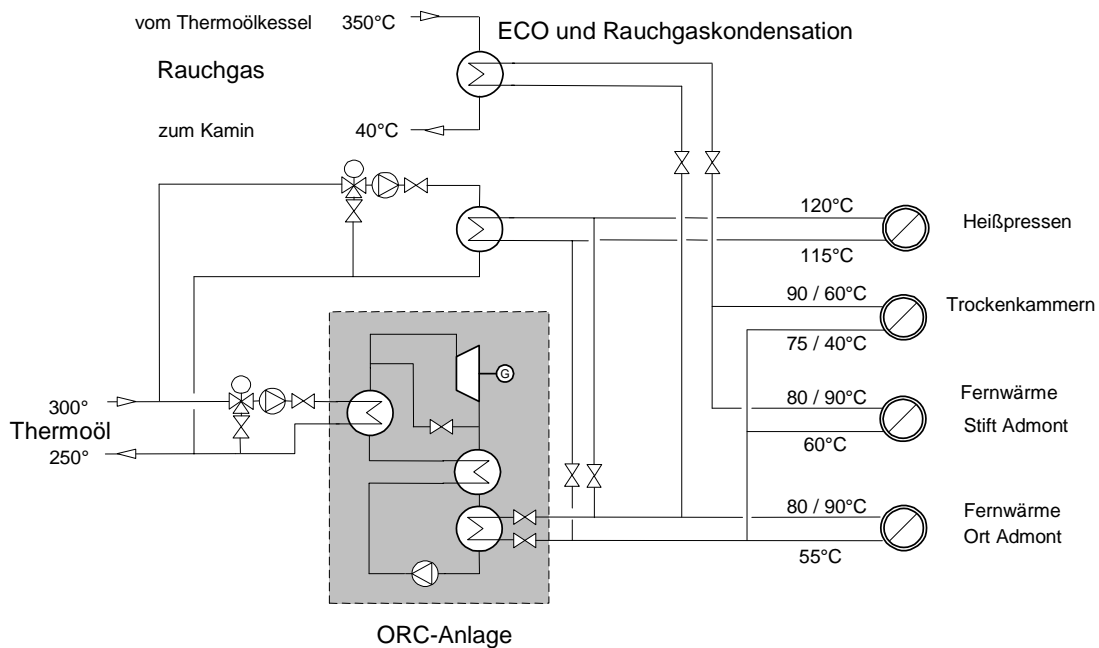 vom Thermoölkessel 350°C
ECO und Rauchgaskondensation
Rauchgas
zum Kamin 40°C
120°C
Heißpressen
115°C
90 / 60°C
Trockenkammern
75 / 40°C
G
300°
Thermoöl
250°
80 / 90°C
Fernwärme
Stift Admont
60°C
80 / 90°C
Fernwärme
Ort Admont
55°C
ORC-Anlage